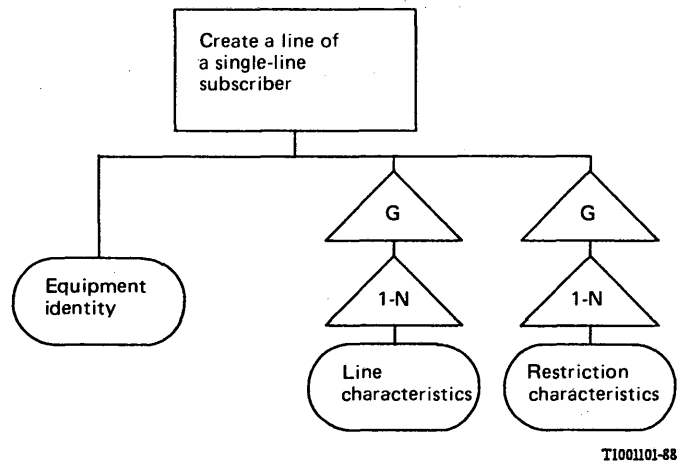 Create a line of
a single-line
subscriber
G
G
Equipment
identity
1-N
1-N
Line
characteristics
Restriction
characteristics
T1001101-88